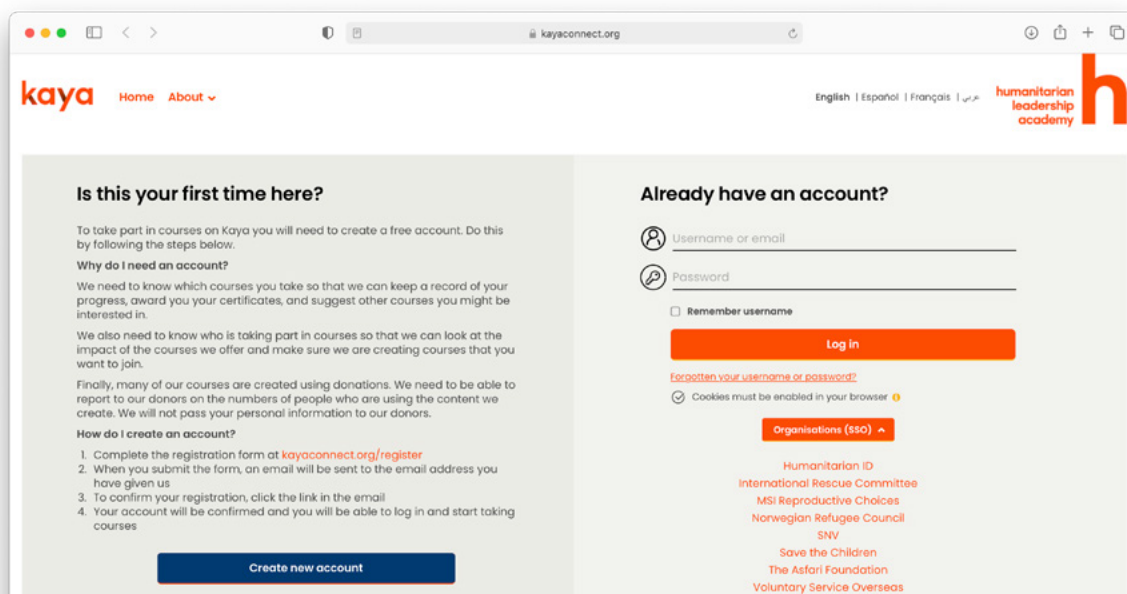 kayaconnect.org
kaya
Home About
English | Español | Français | عربي
humanitarian
leadership
academy
h
Is this your first time here?
To take part in courses on Kaya you will need to create a free account. Do this
by following the steps below.
Why do I need an account?
We need to know which courses you take so that we can keep a record of your
progress, award you your certificates, and suggest other courses you might be
interested in.
We also need to know who is taking part in courses so that we can look at the
impact of the courses we offer and make sure we are creating courses that you
want to join.
Finally, many of our courses are created using donations. We need to be able to
report to our donors on the numbers of people who are using the content we
create. We will not pass your personal information to our donors.
How do I create an account?
1. Complete the registration form at kayaconnect.org/register
2. When you submit the form, an email will be sent to the email address you
have given us
3. To confirm your registration, click the link in the email
4. Your account will be confirmed and you will be able to log in and start taking
courses
Create new account
Already have an account?
Username or email
Password
Remember username
Log in
Forgotten your username or password?
Cookies must be enabled in your browser
Organisations (SSO)
Humanitarian ID
International Rescue Committee
MSI Reproductive Choices
Norwegian Refugee Council
SNV
Save the Children
The Asfari Foundation
Voluntary Service Overseas